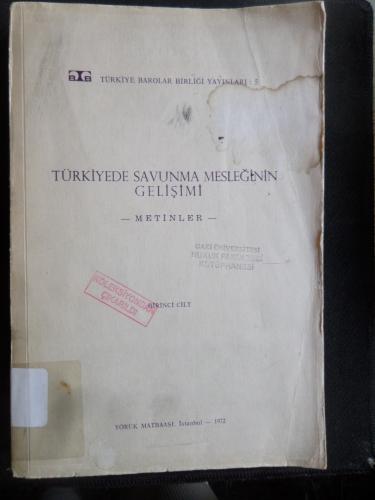 TÜRKİYE BAROLAR BİRLİĞİ YAYINLARI : 5
TÜRKİYEDE SAVUNMA MESLEĞİNİN
GELİŞİMİ
— METİNLER —
GAZİ ÜNİVERSİTESİ
HUKUK FAKÜLTESİ
KÜTÜPHANESİ
KOLEKSİYONDAN
ÇIKARILDI
BİRİNCİ CİLT
YÖRÜK MATBAASI, İstanbul — 1972